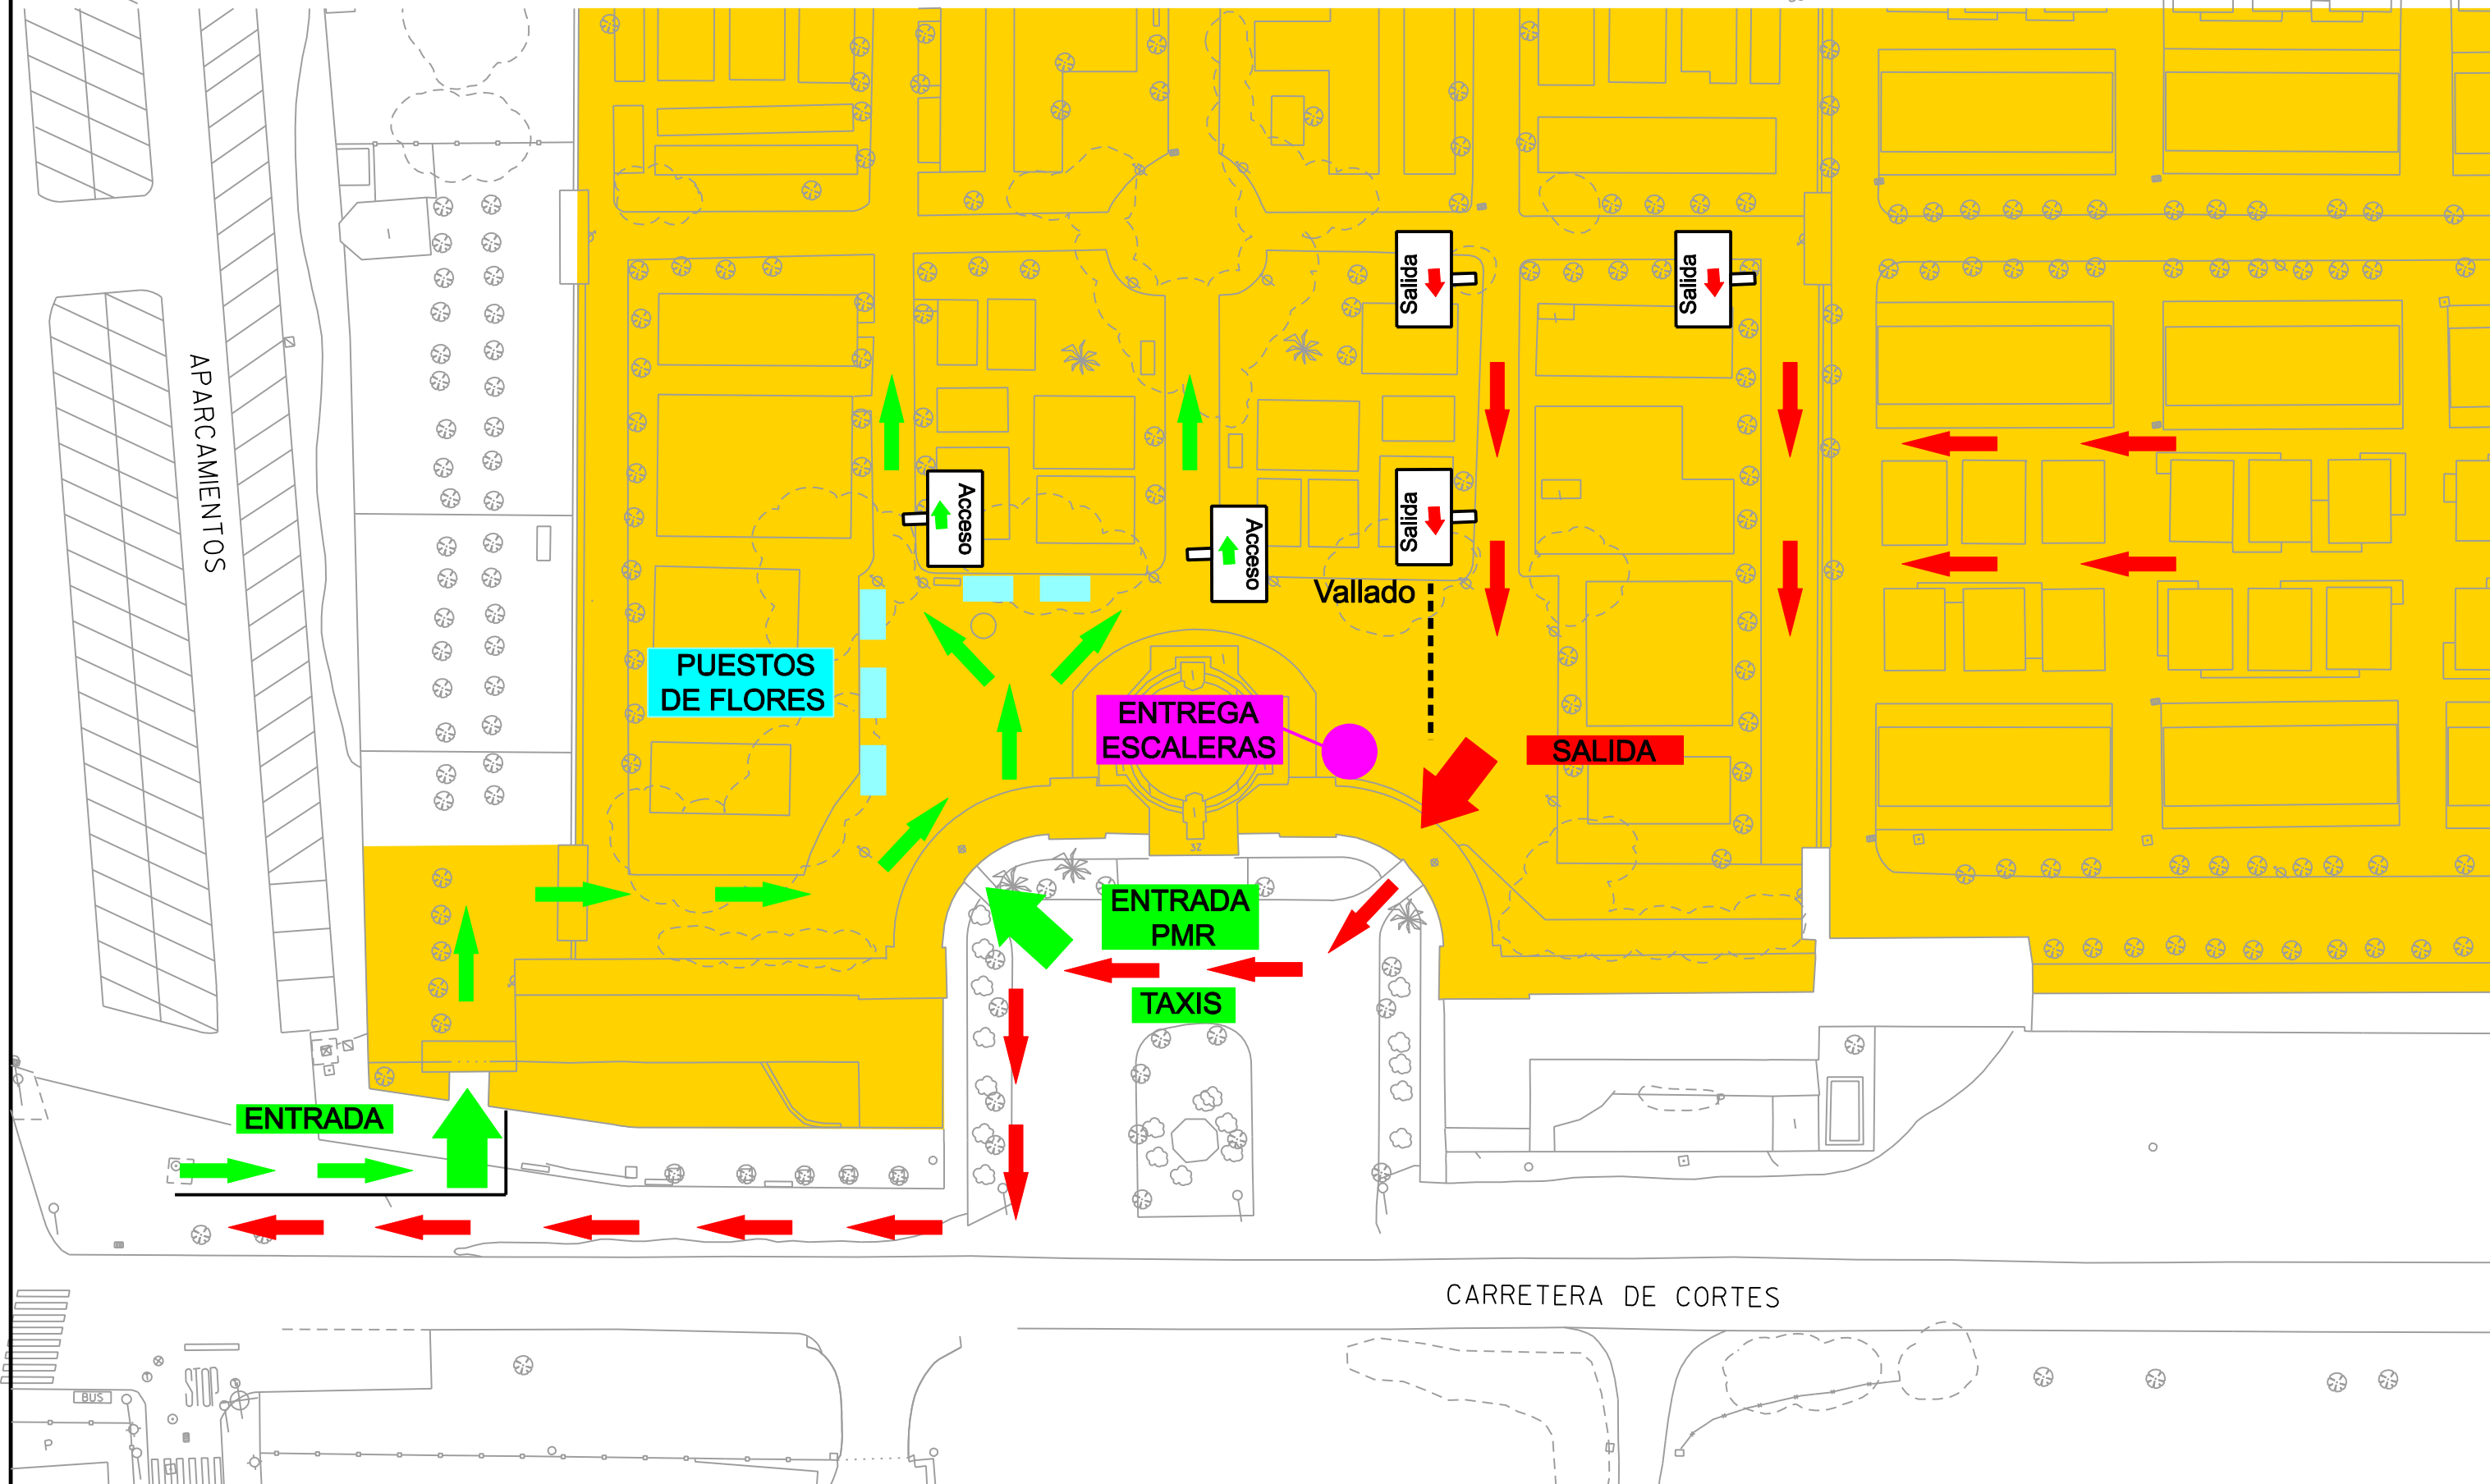 Salida
Salida
APARCAMIENTOS
Acceso
Salida
Acceso
Vallado
PUESTOS
DE FLORES
ENTREGA
ESCALERAS
SALIDA
ENTRADA
PMR
TAXIS
ENTRADA
P
CARRETERA DE CORTES
STOP
BUS
P